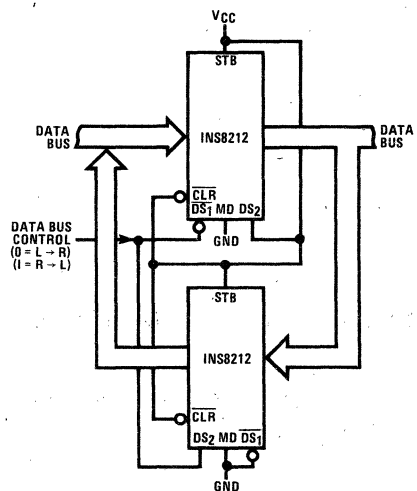 VCC
STB
DATA
BUS
INS8212
DATA
BUS
CLR
DS1 MD DS2
DATA BUS
CONTROL
(0 = L → R)
(I = R → L)
GND
STB
INS8212
CLR
DS2 MD DS1
GND